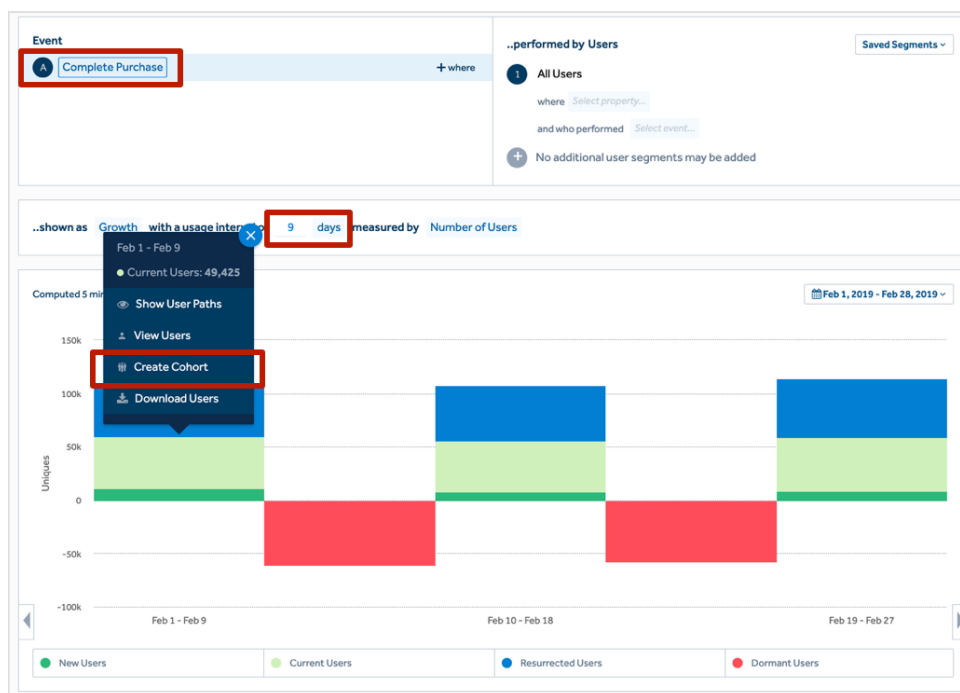 Event
A Complete Purchase
+ where
..performed by Users
Saved Segments
1 All Users
where Select property...
and who performed Select event...
+ No additional user segments may be added
..shown as Growth with a usage 9 days measured by Number of Users
Feb 1 - Feb 9
Current Users: 49,425
Show User Paths
View Users
Create Cohort
Download Users
Computed 5
Feb 1, 2019 - Feb 28, 2019
150k
100k
50k
0
-50k
-100k
Uniques
Feb 1 - Feb 9
Feb 10 - Feb 18
Feb 19 - Feb 27
New Users
Current Users
Resurrected Users
Dormant Users